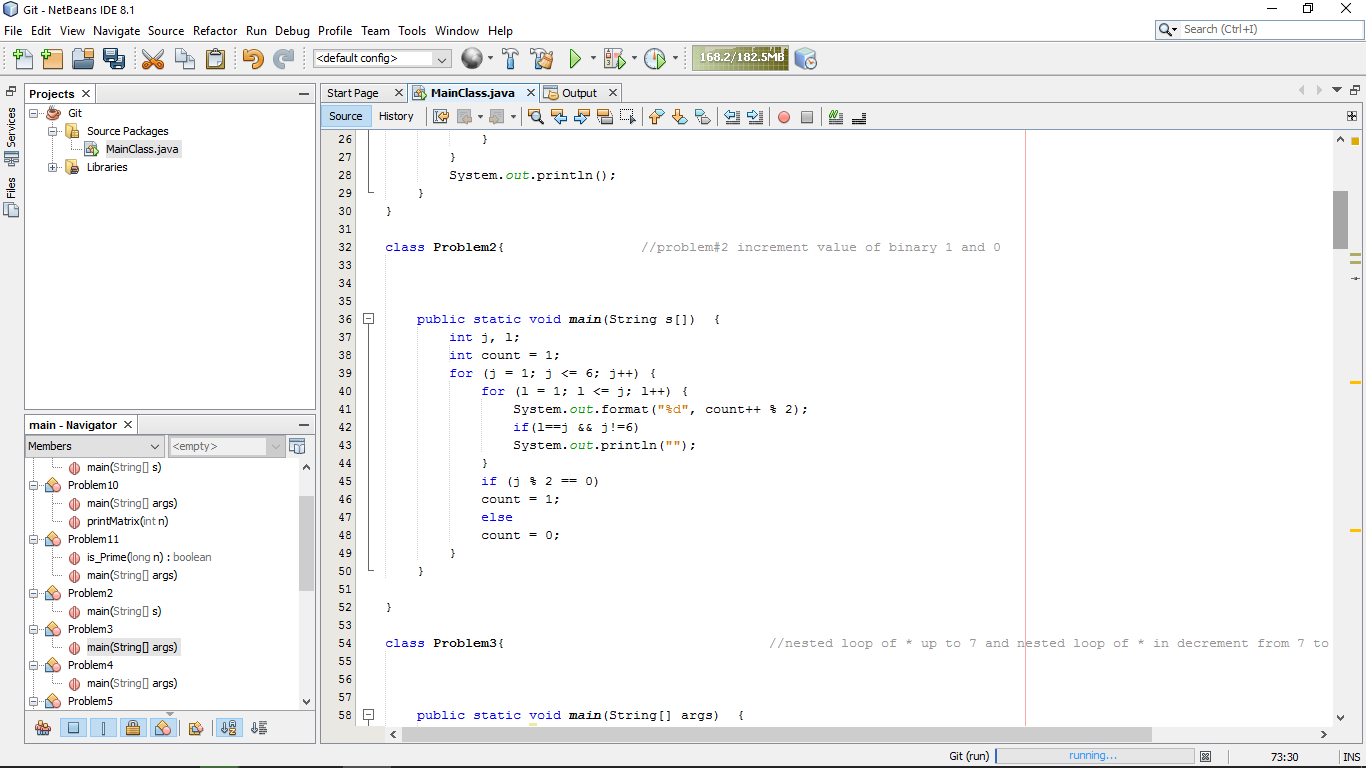 Git - NetBeans IDE 8.1
File Edit View Navigate Source Refactor Run Debug Profile Team Tools Window Help
Search (Ctrl+I)
<default config>
168.2/182.5MB
Services
Files
Projects
Git
Source Packages
MainClass.java
Libraries
main - Navigator
Members
<empty>
main(String[] s)
Problem10
main(String[] args)
printMatrix(int n)
Problem11
is_Prime(long n) : boolean
main(String[] args)
Problem2
main(String[] s)
Problem3
main(String[] args)
Problem4
main(String[] args)
Problem5
Start Page MainClass.java Output
Source History
26 }
27 }
28 System.out.println();
29 }
30 }
31
32 class Problem2{ //problem#2 increment value of binary 1 and 0
33
34
35
36 public static void main(String s[]) {
37 int j, l;
38 int count = 1;
39 for (j = 1; j <= 6; j++) {
40 for (l = 1; l <= j; l++) {
41 System.out.format("%d", count++ % 2);
42 if(l==j && j!=6)
43 System.out.println("");
44 }
45 if (j % 2 == 0)
46 count = 1;
47 else
48 count = 0;
49 }
50 }
51
52 }
53
54 class Problem3{ //nested loop of * up to 7 and nested loop of * in decrement from 7 to
55
56
57
58 public static void main(String[] args) {
Git (run) running... 73:30 INS